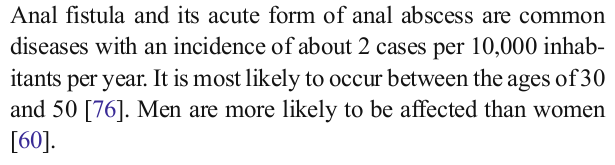 Anal fistula and its acute form of anal abscess are common
diseases with an incidence of about 2 cases per 10,000 inhab-
itants per year. It is most likely to occur between the ages of 30
and 50 [76]. Men are more likely to be affected than women
[60].